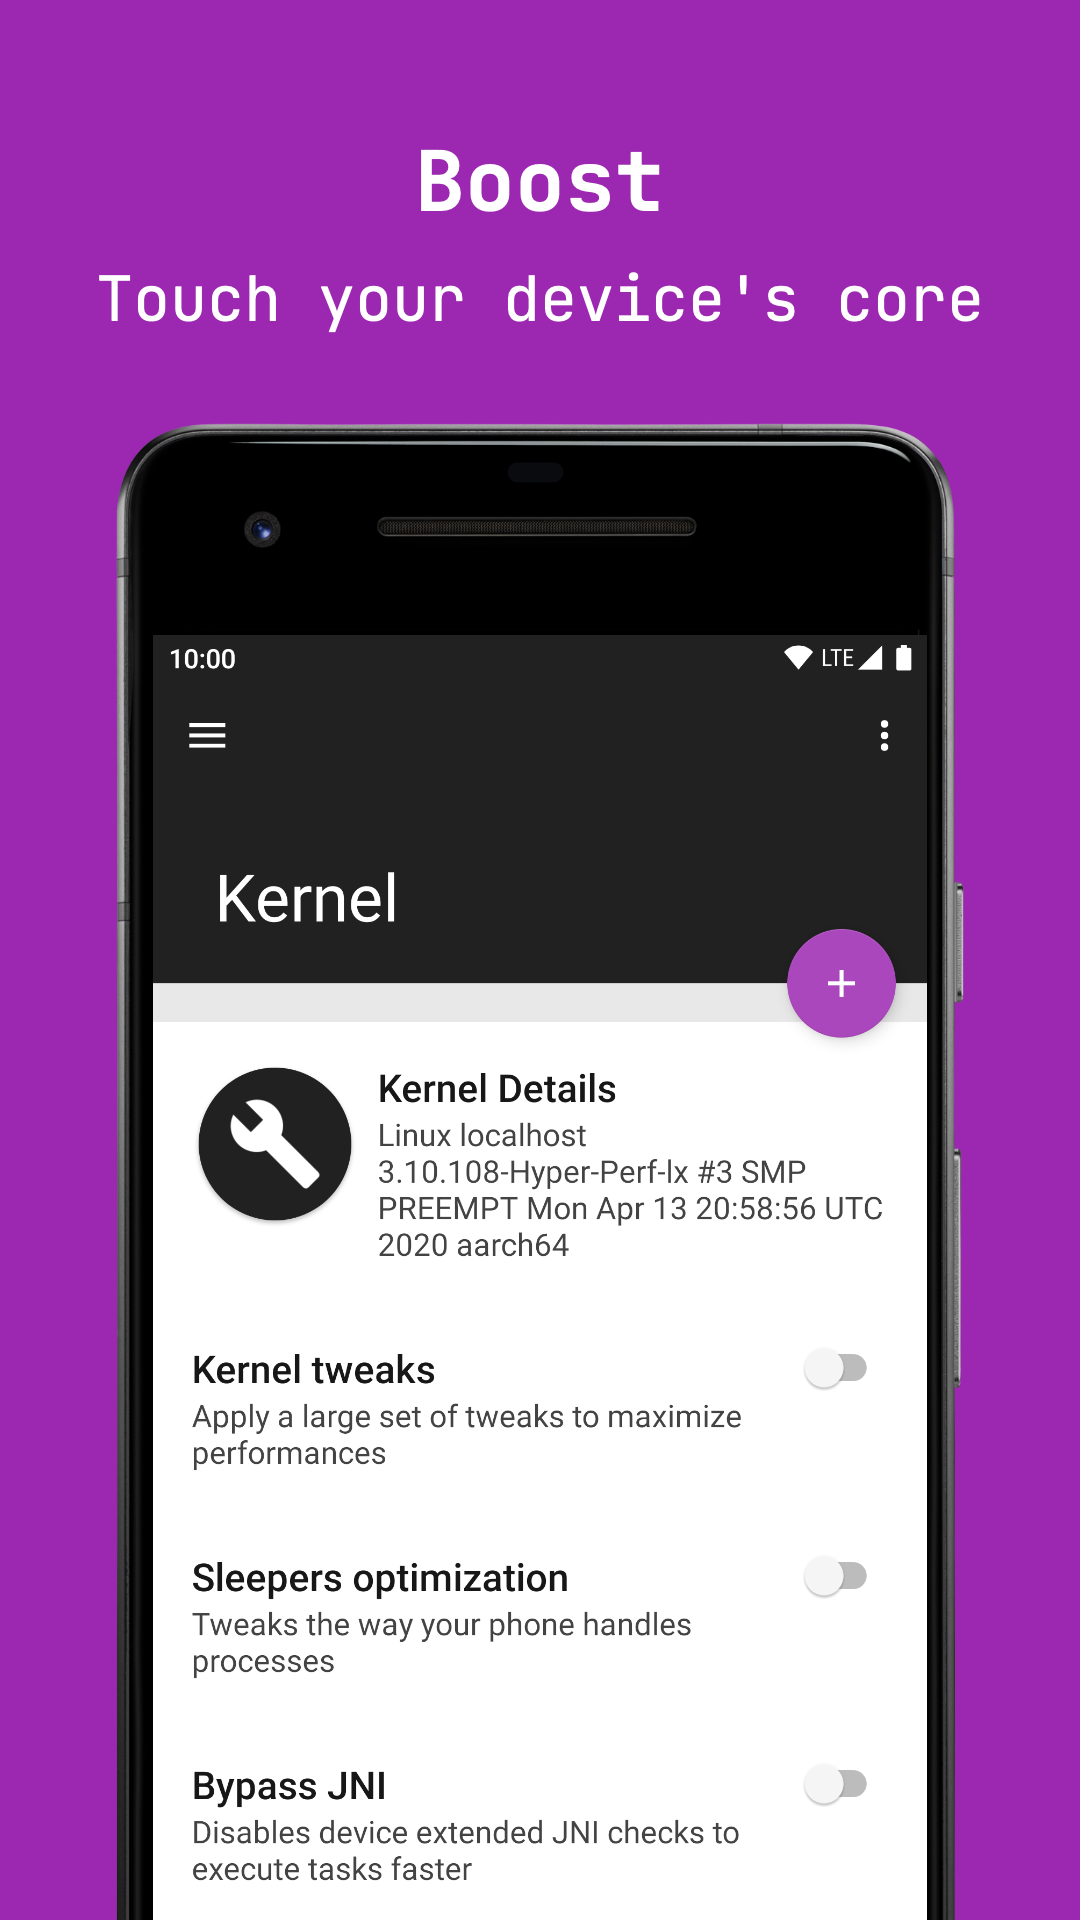 Boost
Touch your device's core
10:00
LTE
Kernel
Kernel Details
Linux localhost
3.10.108-Hyper-Perf-lx #3 SMP
PREEMPT Mon Apr 13 20:58:56 UTC
2020 aarch64
Kernel tweaks
Apply a large set of tweaks to maximize
performances
Sleepers optimization
Tweaks the way your phone handles
processes
Bypass JNI
Disables device extended JNI checks to
execute tasks faster